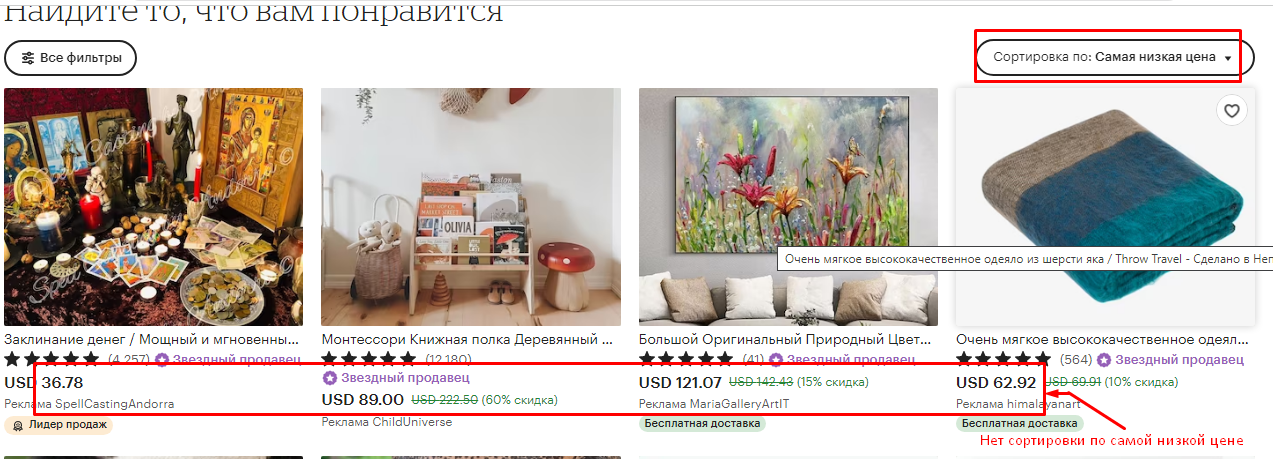 Найдите то, что вам понравится
Все фильтры
Сортировка по: Самая низкая цена
Очень мягкое высококачественное одеяло из шерсти яка / Throw Travel - Сделано в Неп
Заклинание денег / Мощный и мгновенны...
(4,257) Звездный продавец
USD 36.78
Реклама SpellCastingAndorra
Лидер продаж
Монтессори Книжная полка Деревянный ...
(12,180)
Звездный продавец
USD 89.00 USD 222.50 (60% скидка)
Реклама ChildUniverse
Большой Оригинальный Природный Цвет...
(41) Звездный продавец
USD 121.07 USD 142.43 (15% скидка)
Реклама MariaGalleryArtIT
Бесплатная доставка
Очень мягкое высококачественное одеял...
(564) Звездный продавец
USD 62.92 USD 69.91 (10% скидка)
Реклама himalayanart
Бесплатная доставка
Нет сортировки по самой низкой цене
OLIVIA